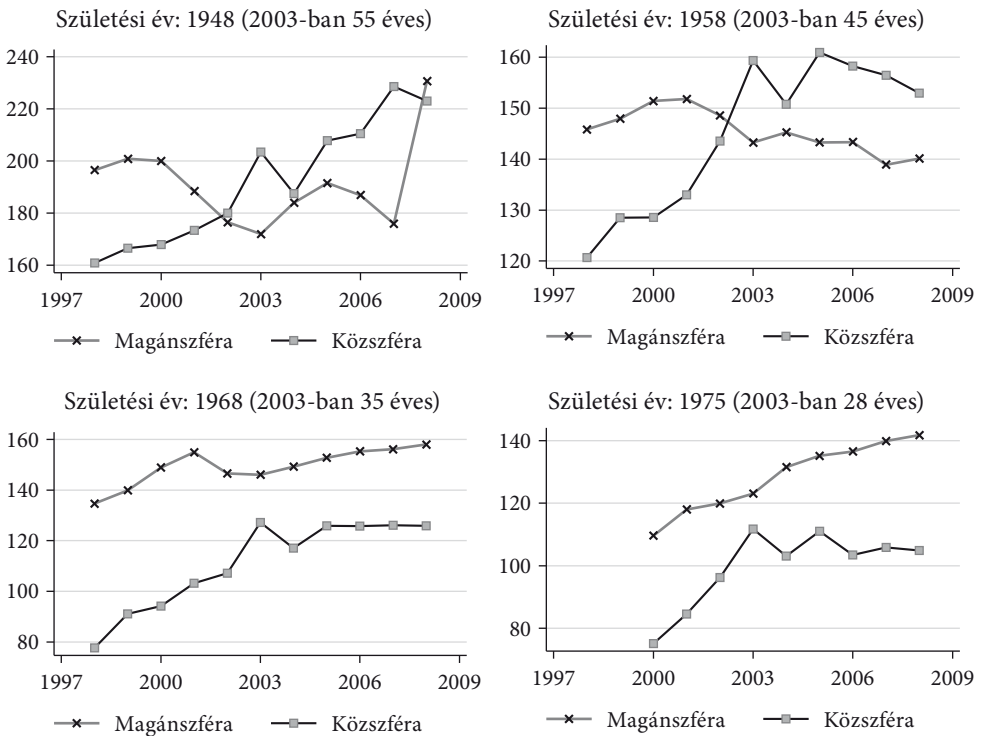 Születési év: 1948 (2003-ban 55 éves)
240
220
200
180
160
1997 2000 2003 2006 2009
Magánszféra Közszféra
Születési év: 1958 (2003-ban 45 éves)
160
150
140
130
120
1997 2000 2003 2006 2009
Magánszféra Közszféra
Születési év: 1968 (2003-ban 35 éves)
160
140
120
100
80
1997 2000 2003 2006 2009
Magánszféra Közszféra
Születési év: 1975 (2003-ban 28 éves)
140
120
100
80
1997 2000 2003 2006 2009
Magánszféra Közszféra